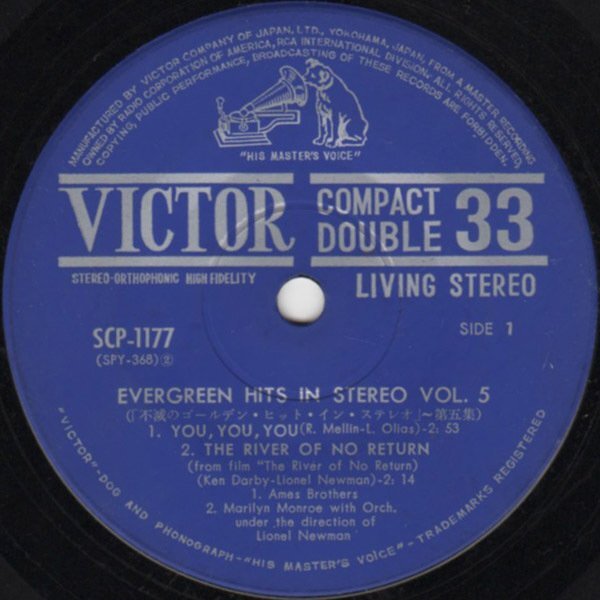 MANUFACTURED BY VICTOR COMPANY OF JAPAN, LTD., YOKOHAMA, JAPAN, FROM A MASTER RECORDING
OWNED BY RADIO CORPORATION OF AMERICA, RCA INTERNATIONAL DIVISION. ALL RIGHTS RESERVED,
COPYING, PUBLIC PERFORMANCE, BROADCASTING OF THESE RECORDS ARE FORBIDDEN.
"HIS MASTER'S VOICE"
VICTOR COMPACT DOUBLE 33
STEREO-ORTHOPHONIC HIGH FIDELITY
LIVING STEREO
SCP-1177
(SPY-368)②
SIDE 1
EVERGREEN HITS IN STEREO VOL. 5
(「不滅のゴールデン・ヒット・イン・ステレオ」~第五集)
1. YOU, YOU, YOU (R. Mellin-L. Olias)-2: 53
2. THE RIVER OF NO RETURN
(from film "The River of No Return)
(Ken Darby-Lionel Newman)-2: 14
1. Ames Brothers
2. Marilyn Monroe with Orch.
under the direction of
Lionel Newman
"VICTOR"-DOG AND PHONOGRAPH-"HIS MASTER'S VOICE"-TRADEMARKS REGISTERED